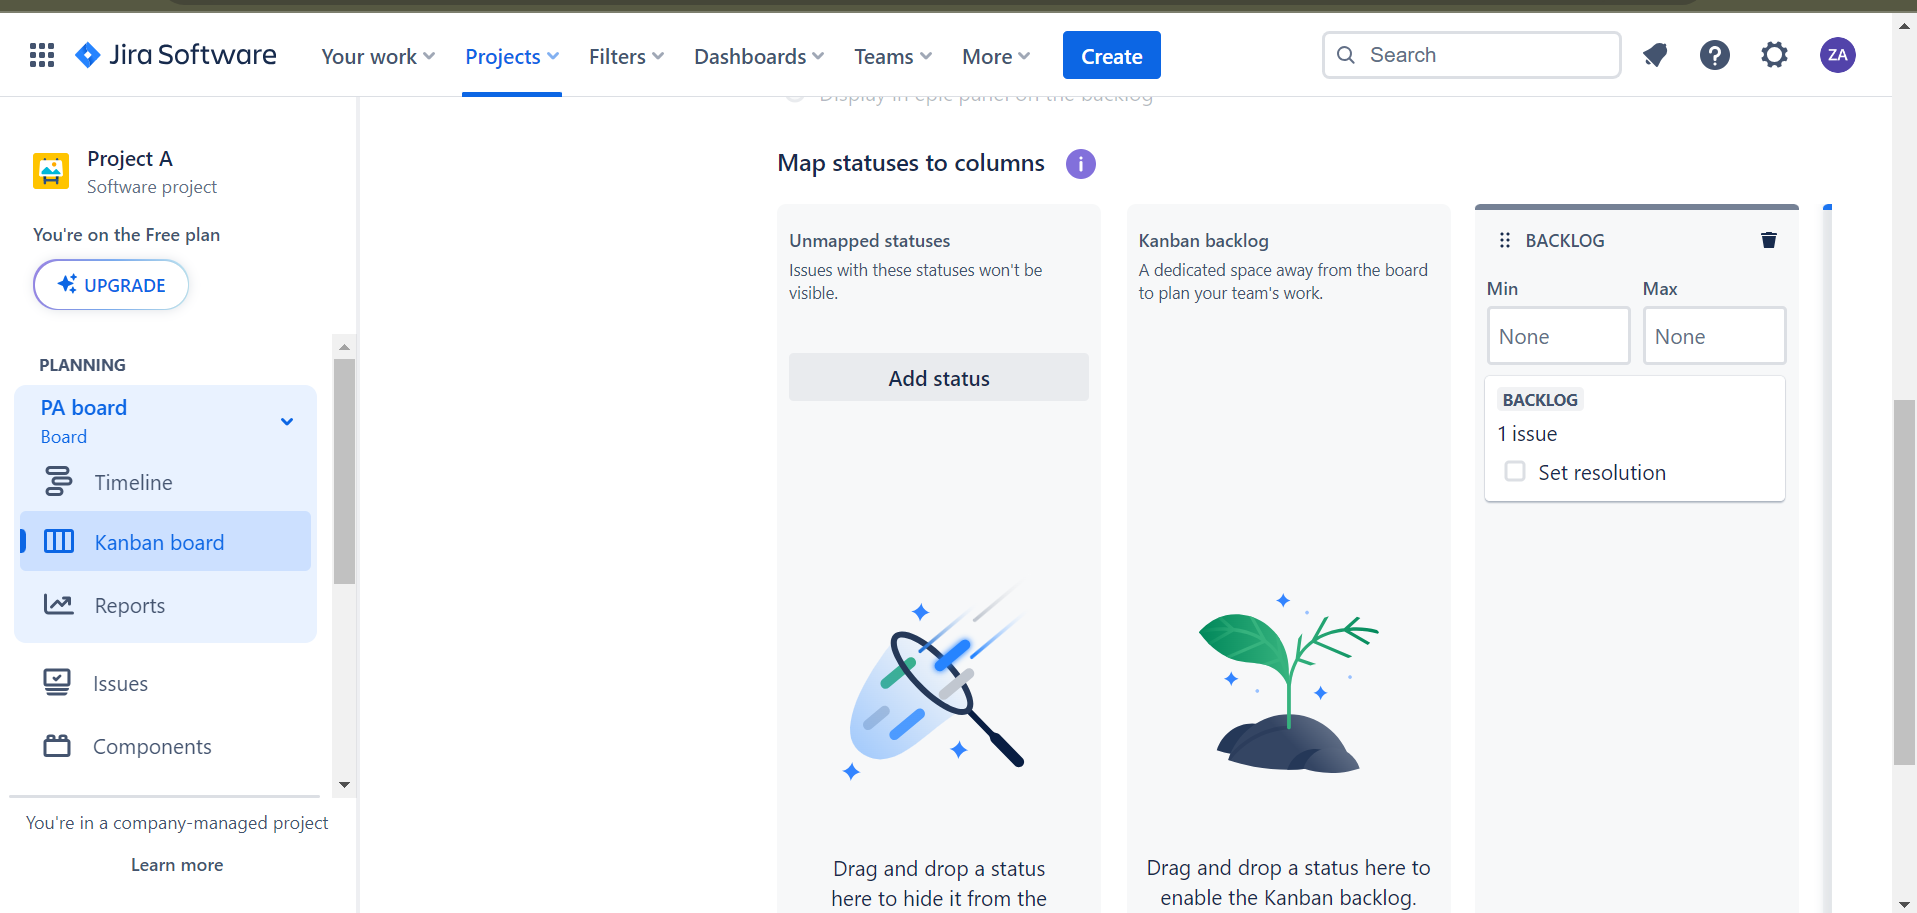 Jira Software
Your work
Projects
Filters
Dashboards
Teams
More
Create
Search
ZA
Project A
Software project
You're on the Free plan
UPGRADE
PLANNING
PA board
Board
Timeline
Kanban board
Reports
Issues
Components
You're in a company-managed project
Learn more
Display in epic panel on the backlog
Map statuses to columns
Unmapped statuses
Issues with these statuses won't be
visible.
Add status
Drag and drop a status
here to hide it from the
Kanban backlog
A dedicated space away from the board
to plan your team's work.
Drag and drop a status here to
enable the Kanban backlog.
BACKLOG
Min
Max
None
None
BACKLOG
1 issue
Set resolution